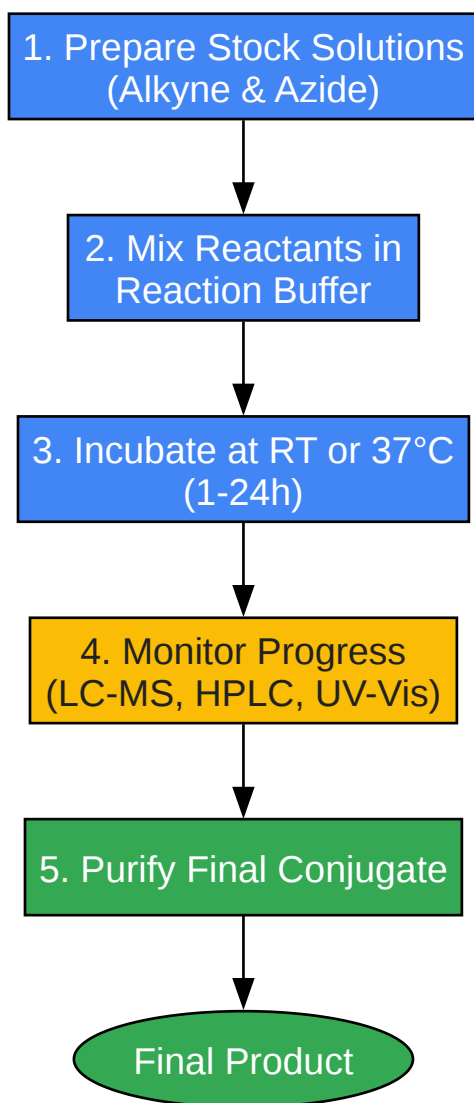 1. Prepare Stock Solutions
(Alkyne & Azide)
2. Mix Reactants in
Reaction Buffer
3. Incubate at RT or 37°C
(1-24h)
4. Monitor Progress
(LC-MS, HPLC, UV-Vis)
5. Purify Final Conjugate
Final Product